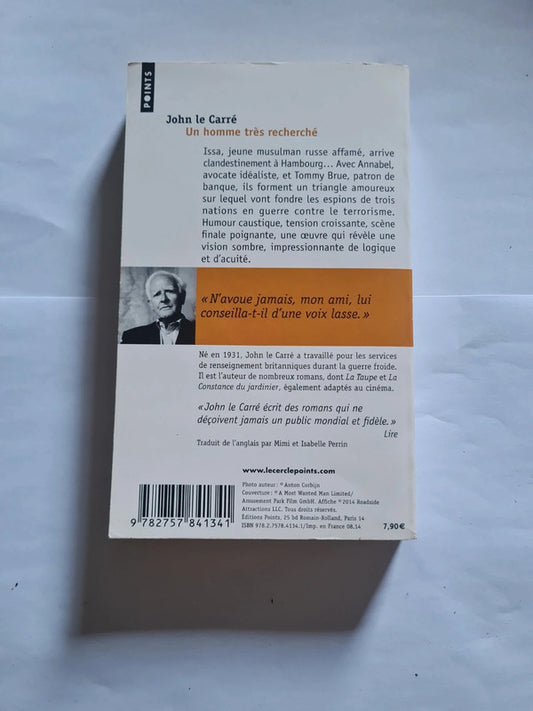 POINTS
John le Carré
Un homme très recherché
Issa, jeune musulman russe affamé, arrive
clandestinement à Hambourg... Avec Annabel,
avocate idéaliste, et Tommy Brue, patron de
banque, ils forment un triangle amoureux
sur lequel vont fondre les espions de trois
nations en guerre contre le terrorisme.
Humour caustique, tension croissante, scène
finale poignante, une œuvre qui révèle une
vision sombre, impressionnante de logique
et d'acuité.
« N'avoue jamais, mon ami, lui
conseilla-t-il d'une voix lasse. »
Né en 1931, John le Carré a travaillé pour les services
de renseignement britanniques durant la guerre froide.
Il est l'auteur de nombreux romans, dont La Taupe et La
Constance du jardinier, également adaptés au cinéma.
« John le Carré écrit des romans qui ne
déçoivent jamais un public mondial et fidèle. »
Lire
Traduit de l'anglais par Mimi et Isabelle Perrin
www.lecerclepoints.com
Photo auteur : © Anton Corbijn
Couverture : © A Most Wanted Man Limited/
Amusement Park Film GmbH. Affiche © 2014 Roadside
Attractions LLC. Tous droits réservés.
Éditions Points, 25 bd Romain-Rolland, Paris 14
ISBN 978.2.7578.4134.1/Imp. en France 08.14
7,90€
9 782757 841341